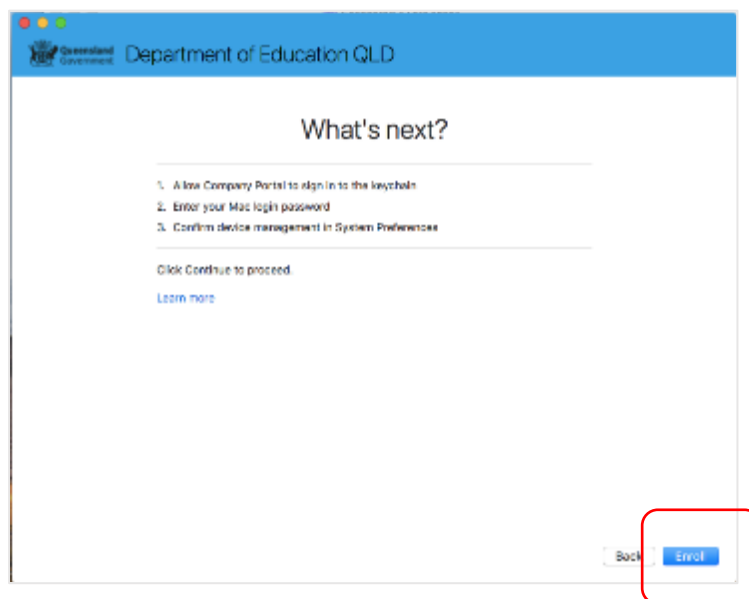 Queensland
Government
Department of Education QLD
What's next?
1. Allow Company Portal to sign in to the keychain
2. Enter your Mac login password
3. Confirm device management in System Preferences
Click Continue to proceed.
Learn more
Back
Enroll